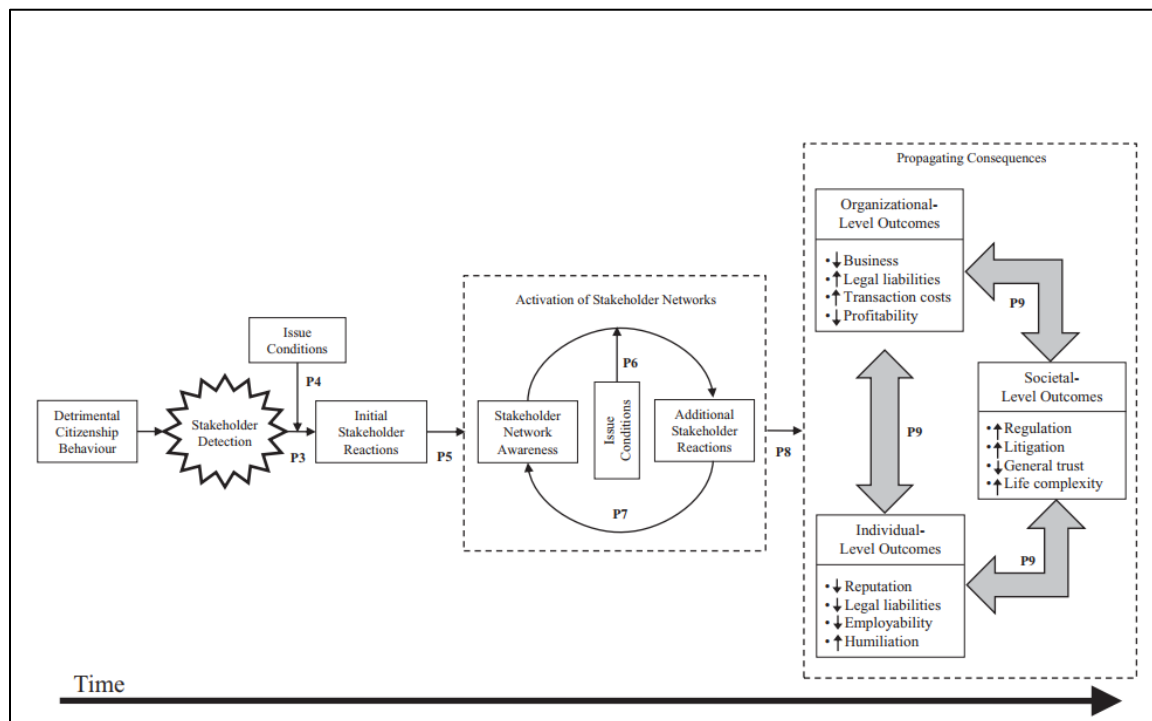 Propagating Consequences
Organizational-
Level Outcomes
•↓Business
•↑Legal liabilities
•↑Transaction costs
•↓Profitability
P9
Activation of Stakeholder Networks
Issue
Conditions
P4
P6
Societal-
Level Outcomes
•↑Regulation
•↑Litigation
•↓General trust
•↑Life complexity
Detrimental
Citizenship
Behaviour
Stakeholder
Detection
P3
Initial
Stakeholder
Reactions
P5
Stakeholder
Network
Awareness
Issue
Conditions
Additional
Stakeholder
Reactions
P8
P9
P7
Individual-
Level Outcomes
•↓Reputation
•↓Legal liabilities
•↓Employability
•↑Humiliation
P9
Time